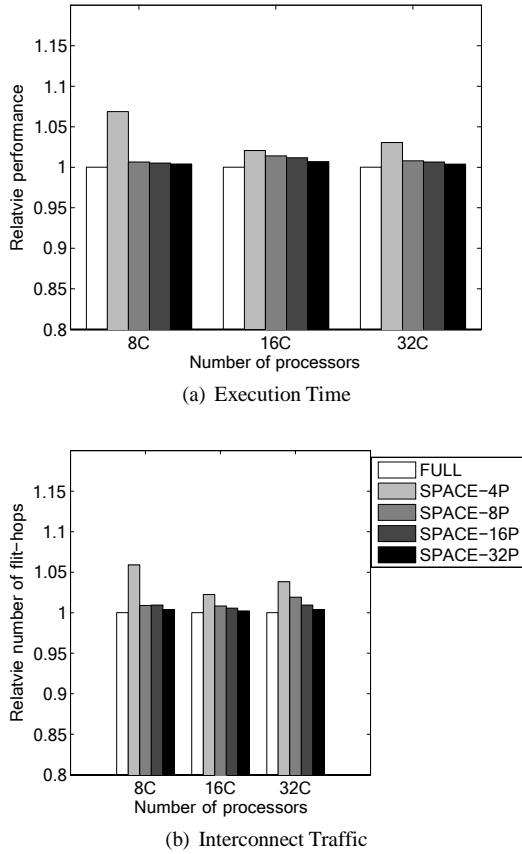 1.15
1.1
1.05
1
0.95
0.9
0.85
0.8
Relatvie performance
8C 16C 32C
Number of processors
(a) Execution Time
1.15
1.1
1.05
1
0.95
0.9
0.85
0.8
Relatvie number of flit-hops
8C 16C 32C
Number of processors
FULL
SPACE-4P
SPACE-8P
SPACE-16P
SPACE-32P
(b) Interconnect Traffic